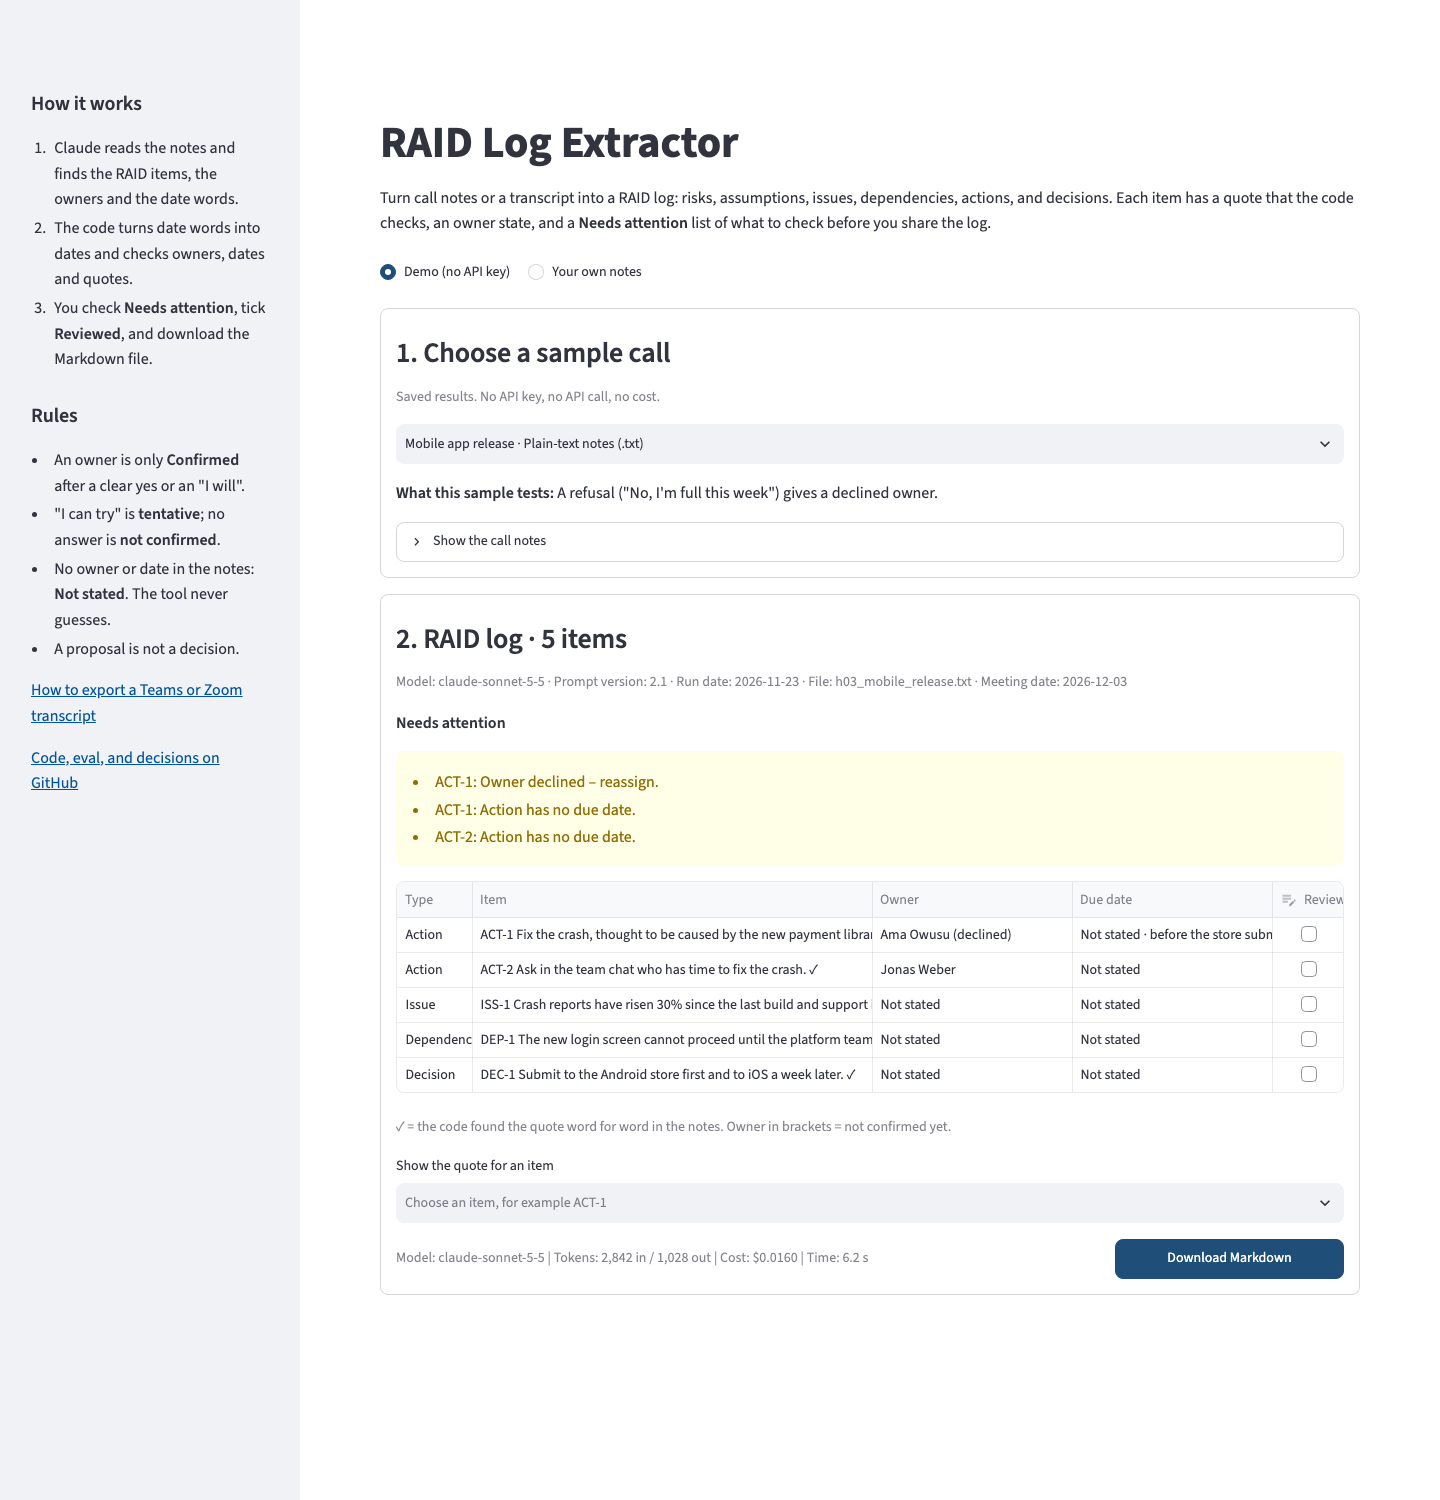 How it works
1. Claude reads the notes and
finds the RAID items, the
owners and the date words.
2. The code turns date words into
dates and checks owners, dates
and quotes.
3. You check Needs attention, tick
Reviewed, and download the
Markdown file.
Rules
• An owner is only Confirmed
after a clear yes or an "I will".
• "I can try" is tentative; no
answer is not confirmed.
• No owner or date in the notes:
Not stated. The tool never
guesses.
• A proposal is not a decision.
How to export a Teams or Zoom
transcript
Code, eval, and decisions on
GitHub
RAID Log Extractor
Turn call notes or a transcript into a RAID log: risks, assumptions, issues, dependencies, actions, and decisions. Each item has a quote that the code
checks, an owner state, and a Needs attention list of what to check before you share the log.
Demo (no API key) Your own notes
1. Choose a sample call
Saved results. No API key, no API call, no cost.
Mobile app release · Plain-text notes (.txt)
What this sample tests: A refusal ("No, I'm full this week") gives a declined owner.
Show the call notes
2. RAID log · 5 items
Model: claude-sonnet-5-5 · Prompt version: 2.1 · Run date: 2026-11-23 · File: h03_mobile_release.txt · Meeting date: 2026-12-03
Needs attention
• ACT-1: Owner declined – reassign.
• ACT-1: Action has no due date.
• ACT-2: Action has no due date.
Type Item Owner Due date Review
Action ACT-1 Fix the crash, thought to be caused by the new payment librar Ama Owusu (declined) Not stated · before the store subm
Action ACT-2 Ask in the team chat who has time to fix the crash. ✓ Jonas Weber Not stated
Issue ISS-1 Crash reports have risen 30% since the last build and support Not stated Not stated
Dependenc DEP-1 The new login screen cannot proceed until the platform team Not stated Not stated
Decision DEC-1 Submit to the Android store first and to iOS a week later. ✓ Not stated Not stated
✓ = the code found the quote word for word in the notes. Owner in brackets = not confirmed yet.
Show the quote for an item
Choose an item, for example ACT-1
Model: claude-sonnet-5-5 | Tokens: 2,842 in / 1,028 out | Cost: $0.0160 | Time: 6.2 s
Download Markdown